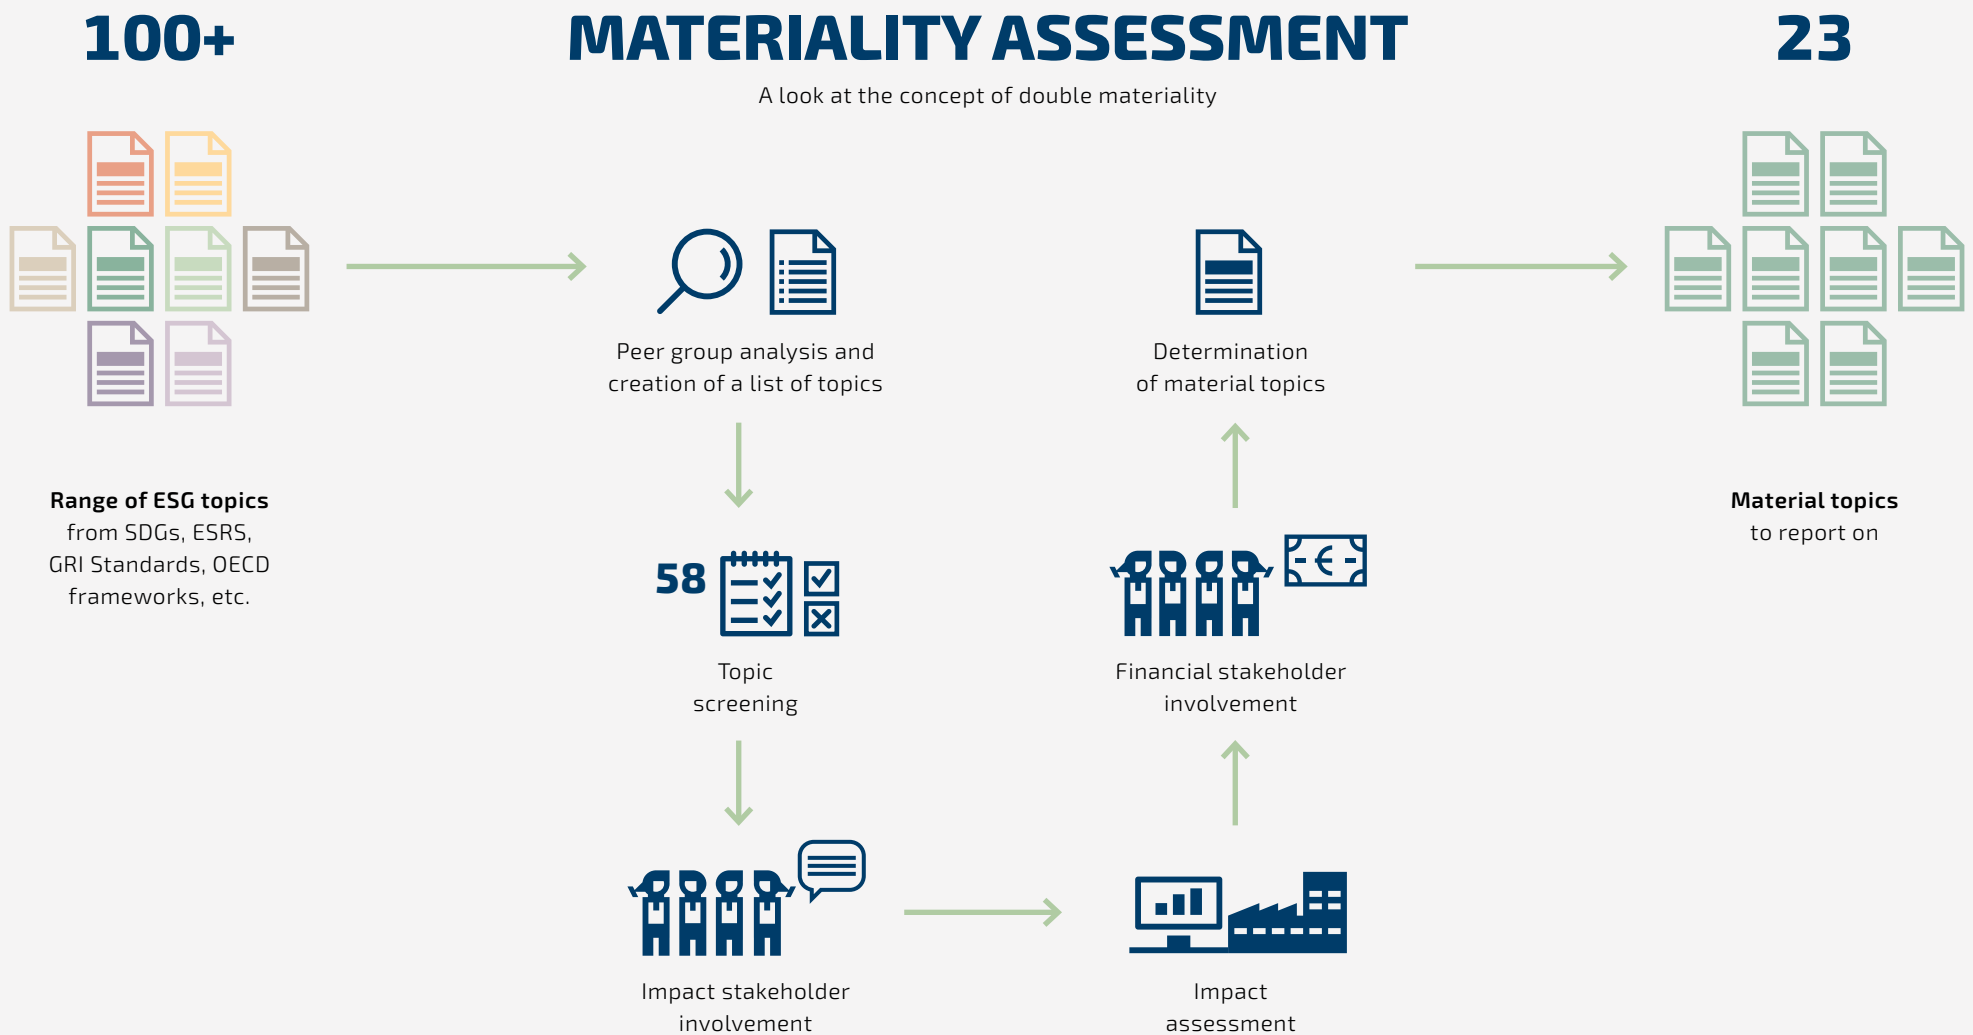 100+
MATERIALITY ASSESSMENT
23
A look at the concept of double materiality
Range of ESG topics
from SDGs, ESRS,
GRI Standards, OECD
frameworks, etc.
Peer group analysis and
creation of a list of topics
58
Topic
screening
Impact stakeholder
involvement
Impact
assessment
€
Financial stakeholder
involvement
Determination
of material topics
Material topics
to report on